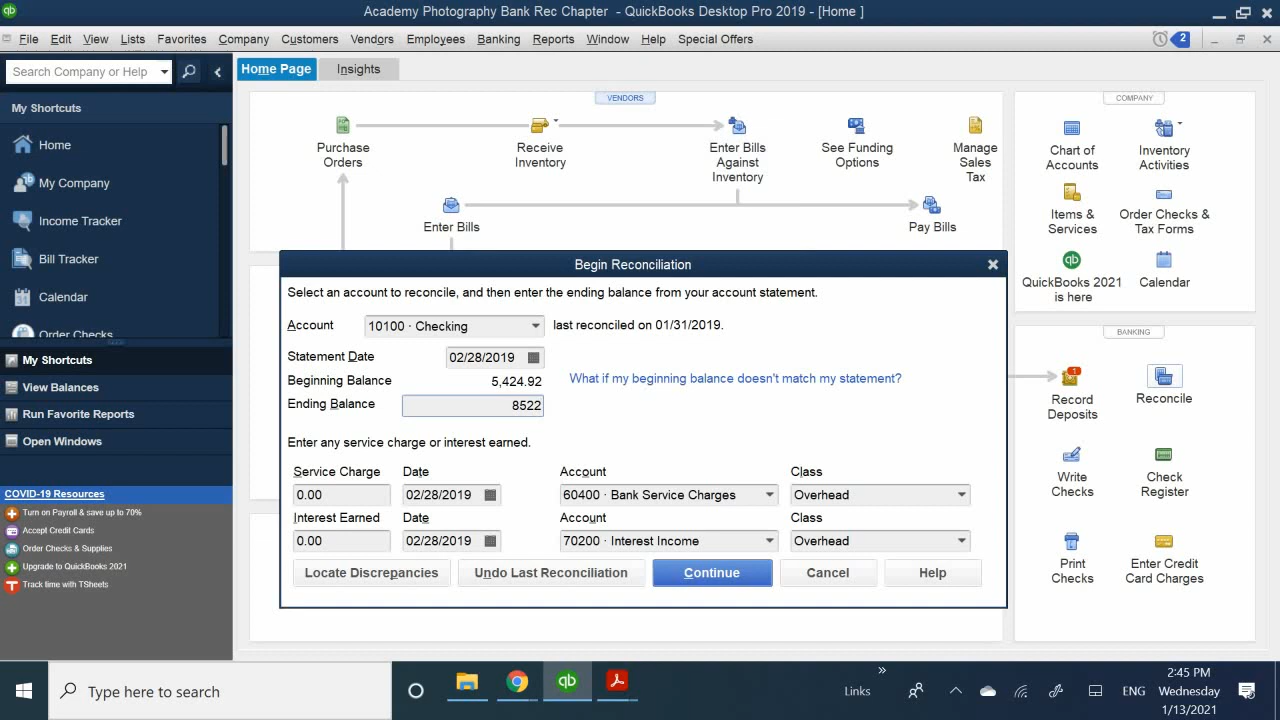 Academy Photography Bank Rec Chapter - QuickBooks Desktop Pro 2019 - [Home ]
File Edit View Lists Favorites Company Customers Vendors Employees Banking Reports Window Help Special Offers
2
Search Company or Help
Home Page
Insights
My Shortcuts
Home
My Company
Income Tracker
Bill Tracker
Calendar
Order Checks
My Shortcuts
View Balances
Run Favorite Reports
Open Windows
COVID-19 Resources
Turn on Payroll & save up to 70%
Accept Credit Cards
Order Checks & Supplies
Upgrade to QuickBooks 2021
Track time with TSheets
VENDORS
Purchase
Orders
Receive
Inventory
Enter Bills
Against
Inventory
See Funding
Options
Manage
Sales
Tax
Enter Bills
Pay Bills
COMPANY
Chart of
Accounts
Inventory
Activities
Items &
Services
Order Checks &
Tax Forms
QuickBooks 2021
is here
Calendar
BANKING
1
Record
Deposits
Reconcile
Write
Checks
Check
Register
Print
Checks
Enter Credit
Card Charges
Begin Reconciliation
Select an account to reconcile, and then enter the ending balance from your account statement.
Account 10100 · Checking last reconciled on 01/31/2019.
Statement Date 02/28/2019
Beginning Balance 5,424.92 What if my beginning balance doesn't match my statement?
Ending Balance 8522
Enter any service charge or interest earned.
Service Charge Date Account Class
0.00 02/28/2019 60400 · Bank Service Charges Overhead
Interest Earned Date Account Class
0.00 02/28/2019 70200 · Interest Income Overhead
Locate Discrepancies Undo Last Reconciliation Continue Cancel Help
Type here to search
qb
Links
ENG
2:45 PM
Wednesday
1/13/2021